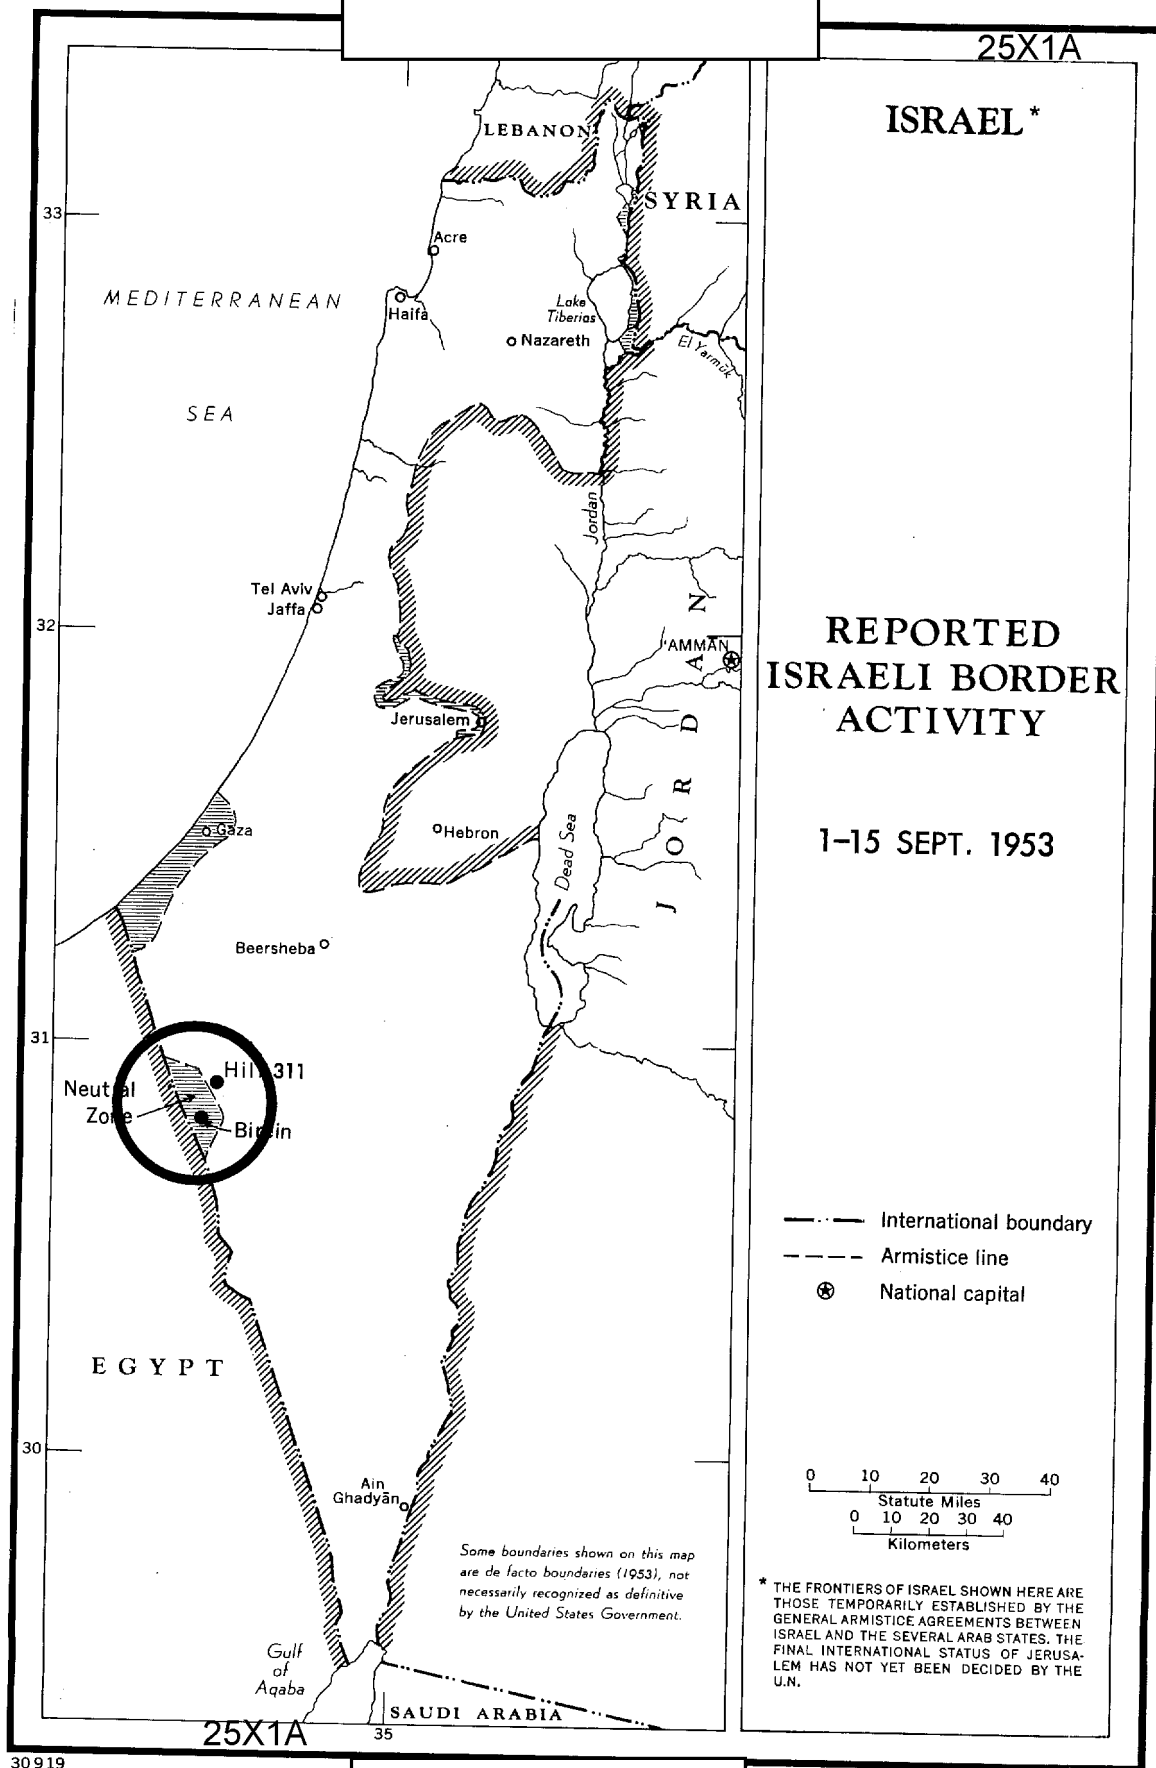 25X1A
ISRAEL*
LEBANON
SYRIA
33
Acre
MEDITERRANEAN
Haifa
Lake
Tiberias
Nazareth
El Yarmūk
SEA
Jordan
Tel Aviv
Jaffa
32
'AMMĀN
JORDAN
REPORTED
ISRAELI BORDER
ACTIVITY
Jerusalem
1–15 SEPT. 1953
Gaza
Hebron
Dead Sea
Beersheba
31
Hill 311
Neutral
Zone
Birein
International boundary
Armistice line
National capital
EGYPT
30
Ain
Ghadyān
0 10 20 30 40
Statute Miles
0 10 20 30 40
Kilometers
Some boundaries shown on this map
are de facto boundaries (1953), not
necessarily recognized as definitive
by the United States Government.
* THE FRONTIERS OF ISRAEL SHOWN HERE ARE
THOSE TEMPORARILY ESTABLISHED BY THE
GENERAL ARMISTICE AGREEMENTS BETWEEN
ISRAEL AND THE SEVERAL ARAB STATES. THE
FINAL INTERNATIONAL STATUS OF JERUSA-
LEM HAS NOT YET BEEN DECIDED BY THE
U.N.
Gulf
of
Aqaba
SAUDI ARABIA
25X1A
35
30919